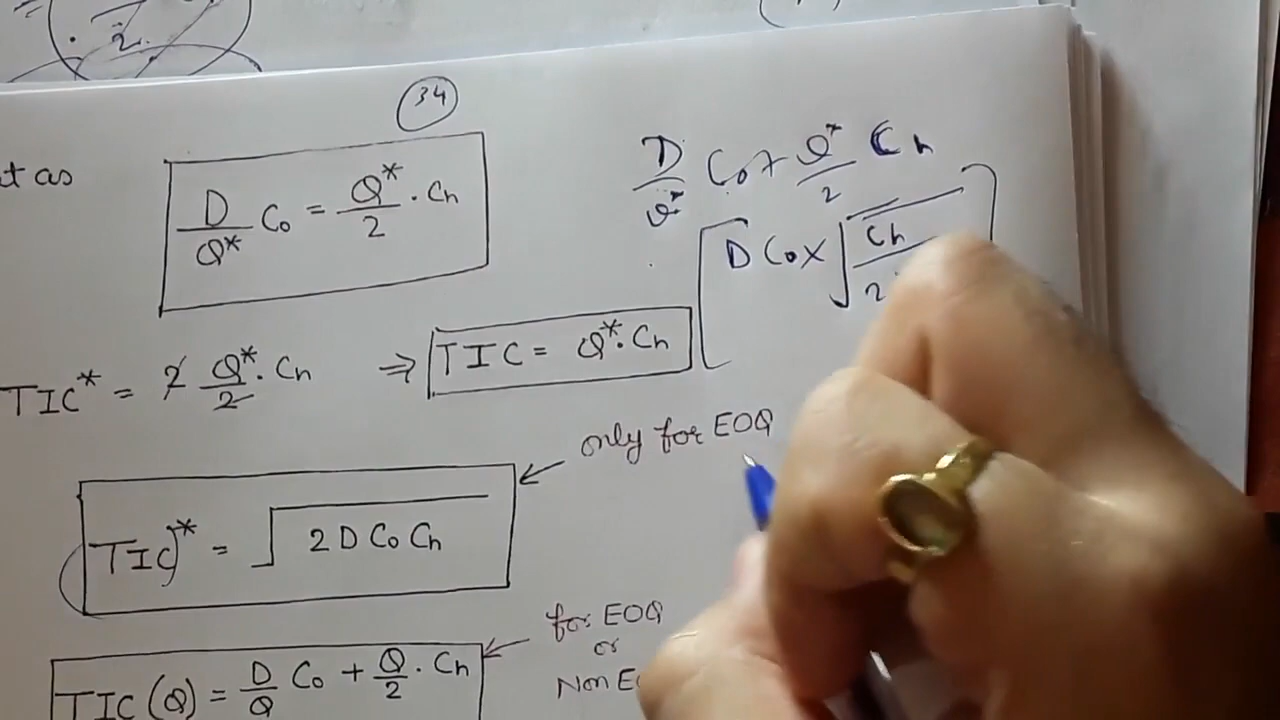 2
34
t as
D/Q* Co = Q*/2 · Ch
D/Q* Co + Q*/2 Ch
D Co × √ Ch/2
TIC* = 2 Q*/2 · Ch ⇒ TIC = Q*· Ch
only for EOQ
TIC)* = √ 2 D Co Ch
for EOQ
or
Non
TIC (Q) = D/Q Co + Q/2 · Ch